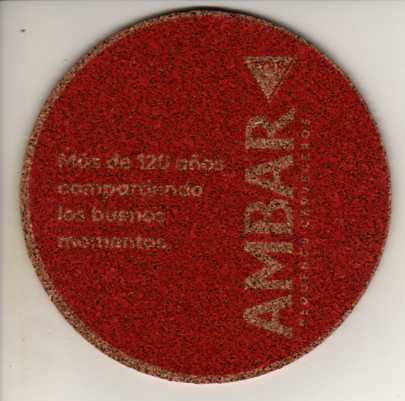 Más de 120 años
compartiendo
los buenos
momentos.
AMBAR